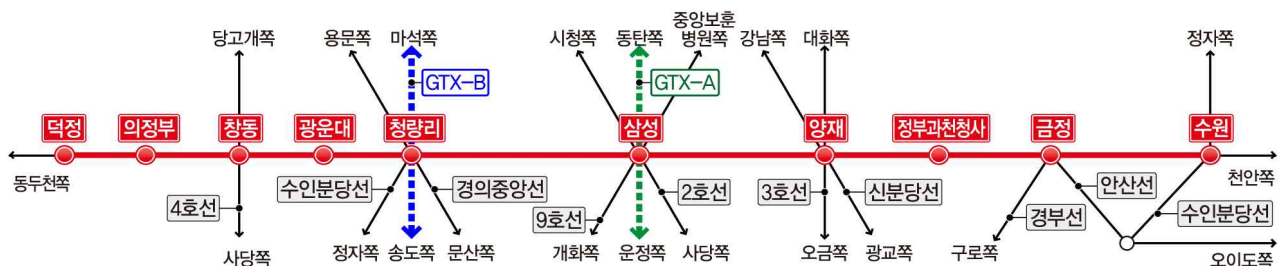 당고개쪽
용문쪽
마석쪽
시청쪽
동탄쪽
중앙보훈
병원쪽
강남쪽
대화쪽
정자쪽
GTX-B
GTX-A
덕정
의정부
창동
광운대
청량리
삼성
양재
정부과천청사
금정
수원
동두천쪽
천안쪽
4호선
수인분당선
경의중앙선
9호선
2호선
3호선
신분당선
경부선
안산선
수인분당선
사당쪽
정자쪽
송도쪽
문산쪽
개화쪽
운정쪽
사당쪽
오금쪽
광교쪽
구로쪽
오이도쪽